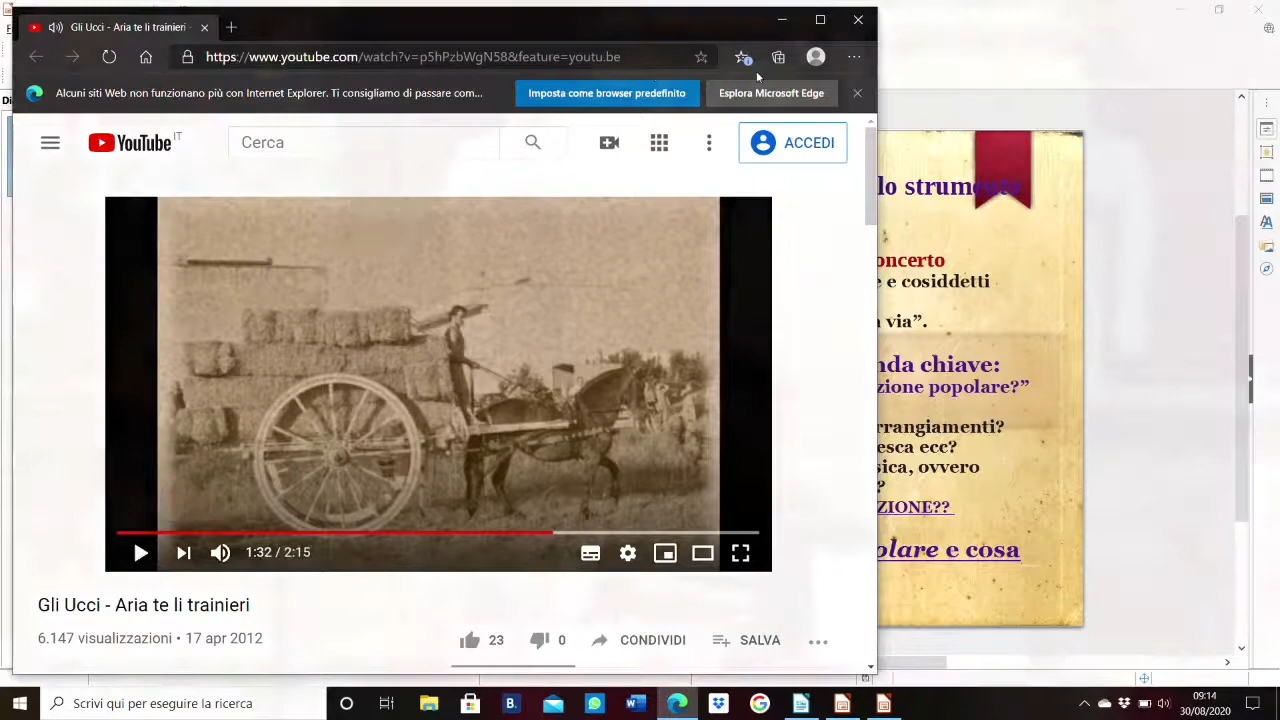 Gli Ucci - Aria te li trainieri -
https://www.youtube.com/watch?v=p5hPzbWgN58&feature=youtu.be
Alcuni siti Web non funzionano più con Internet Explorer. Ti consigliamo di passare com...
Imposta come browser predefinito
Esplora Microsoft Edge
YouTube IT
Cerca
ACCEDI
lo strumento
oncerto
e e cosiddetti
a via”.
nda chiave:
zione popolare?”
rrangiamenti?
esca ecc?
sica, ovvero
?
ZIONE??
olare e cosa
1:32 / 2:15
Gli Ucci - Aria te li trainieri
6.147 visualizzazioni • 17 apr 2012
23
0
CONDIVIDI
SALVA
Scrivi qui per eseguire la ricerca
B.
09:14
30/08/2020